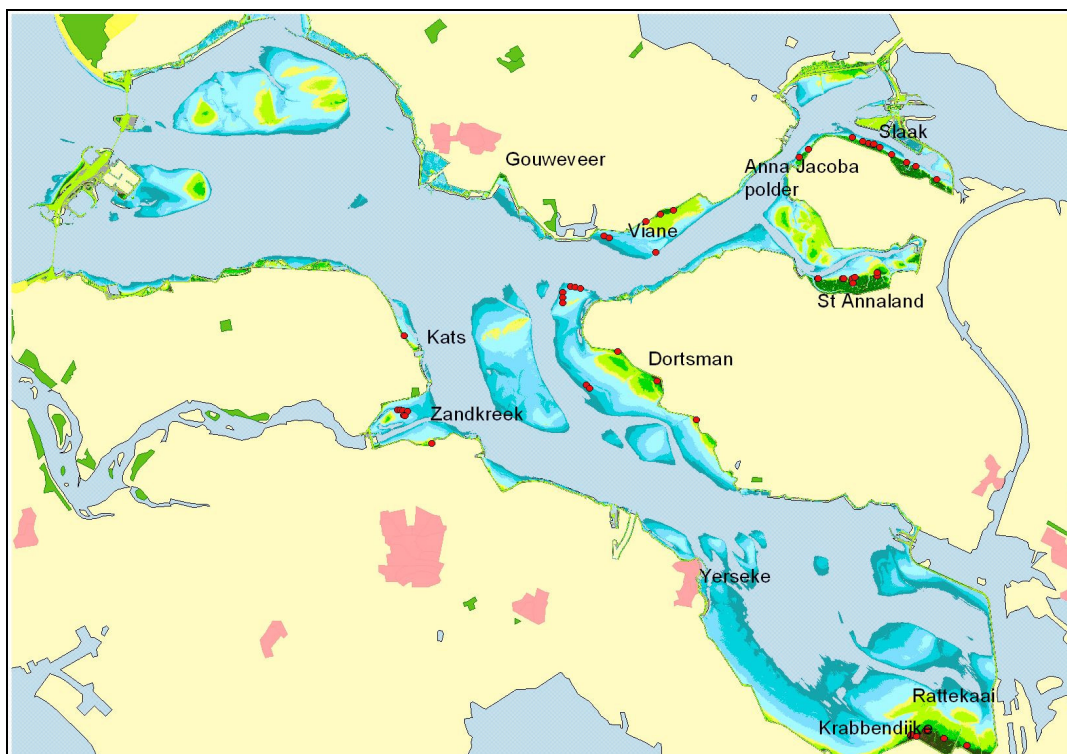 Slaak
Gouweveer
Anna Jacoba
polder
Viane
St Annaland
Kats
Dortsman
Zandkreek
Yerseke
Rattekaai
Krabbendijke